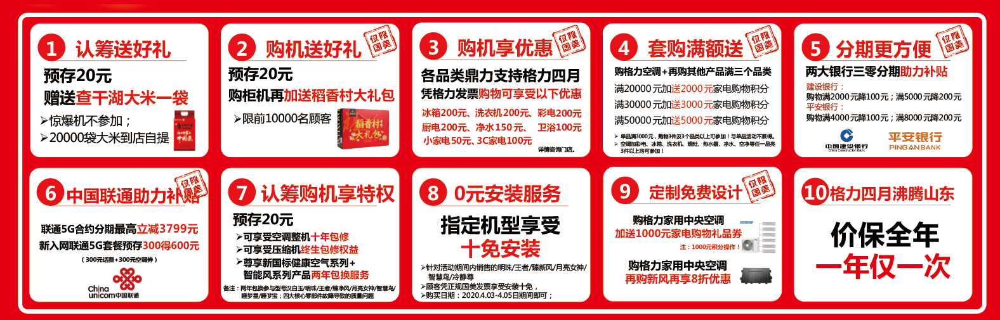 1 认筹送好礼
预存20元
赠送查干湖大米一袋
➢惊爆机不参加；
➢20000袋大米到店自提
2 购机送好礼
仅限国美
预存20元
购柜机再加送稻香村大礼包
➢限前10000名顾客
稻香村
大礼包
3 购机享优惠
仅限国美
各品类鼎力支持格力四月
凭格力发票购物可享受以下优惠
冰箱200元、洗衣机200元、彩电200元
厨电200元、净水150元、 卫浴100元
小家电50元、3C家电100元
详情咨询门店。
4 套购满额送
仅限国美
购格力空调+再购其他产品满三个品类
满20000元加送2000元家电购物积分
满30000元加送3000元家电购物积分
满50000元加送5000元家电购物积分
➢ 单品满3000元，购物3件及3个品类以上可参加！与单品活动不兼得。
➢ 空调加彩电、冰箱、洗衣机、烟灶、热水器、净水、空净等任一品类
3件以上均可参加！
5 分期更方便
仅限国美
两大银行三零分期助力补贴
建设银行：
购物满2000元降100元；满5000元降200元
平安银行：
购物满4000元降100元；满8000元降200元
中国建设银行
China Construction Bank
平安银行
PING AN BANK
6 中国联通助力补贴
仅限国美
联通5G合约分期最高立减3799元
新入网联通5G套餐预存300得600元
（300元话费+300元空调券）
China
unicom中国联通
7 认筹购机享特权
预存20元
➢可享受空调整机十年包修
➢可享受压缩机终生包修权益
➢尊享新国标健康空气系列+
智能风系列产品两年包换服务
备注：两年包换参与型号汉白玉/明珠/王者/臻净风/月亮女神/智慧鸟/
睡梦星/睡梦宝；四大核心零部件故障导致的质量问题
8 0元安装服务
指定机型享受
十免安装
➢针对活动期间内销售的明珠/王者/臻新风/月亮女神/
智慧鸟/冷静尊
➢顾客凭正规国美发票享受安装十免，
➢购买日期：2020.4.03-4.05日期间即可；
9 定制免费设计
仅限国美
购格力家用中央空调
加送1000元家电购物礼品券
注：1000元积分操作！
购格力家用中央空调
再购新风再享8折优惠
10 格力四月沸腾山东
价保全年
一年仅一次